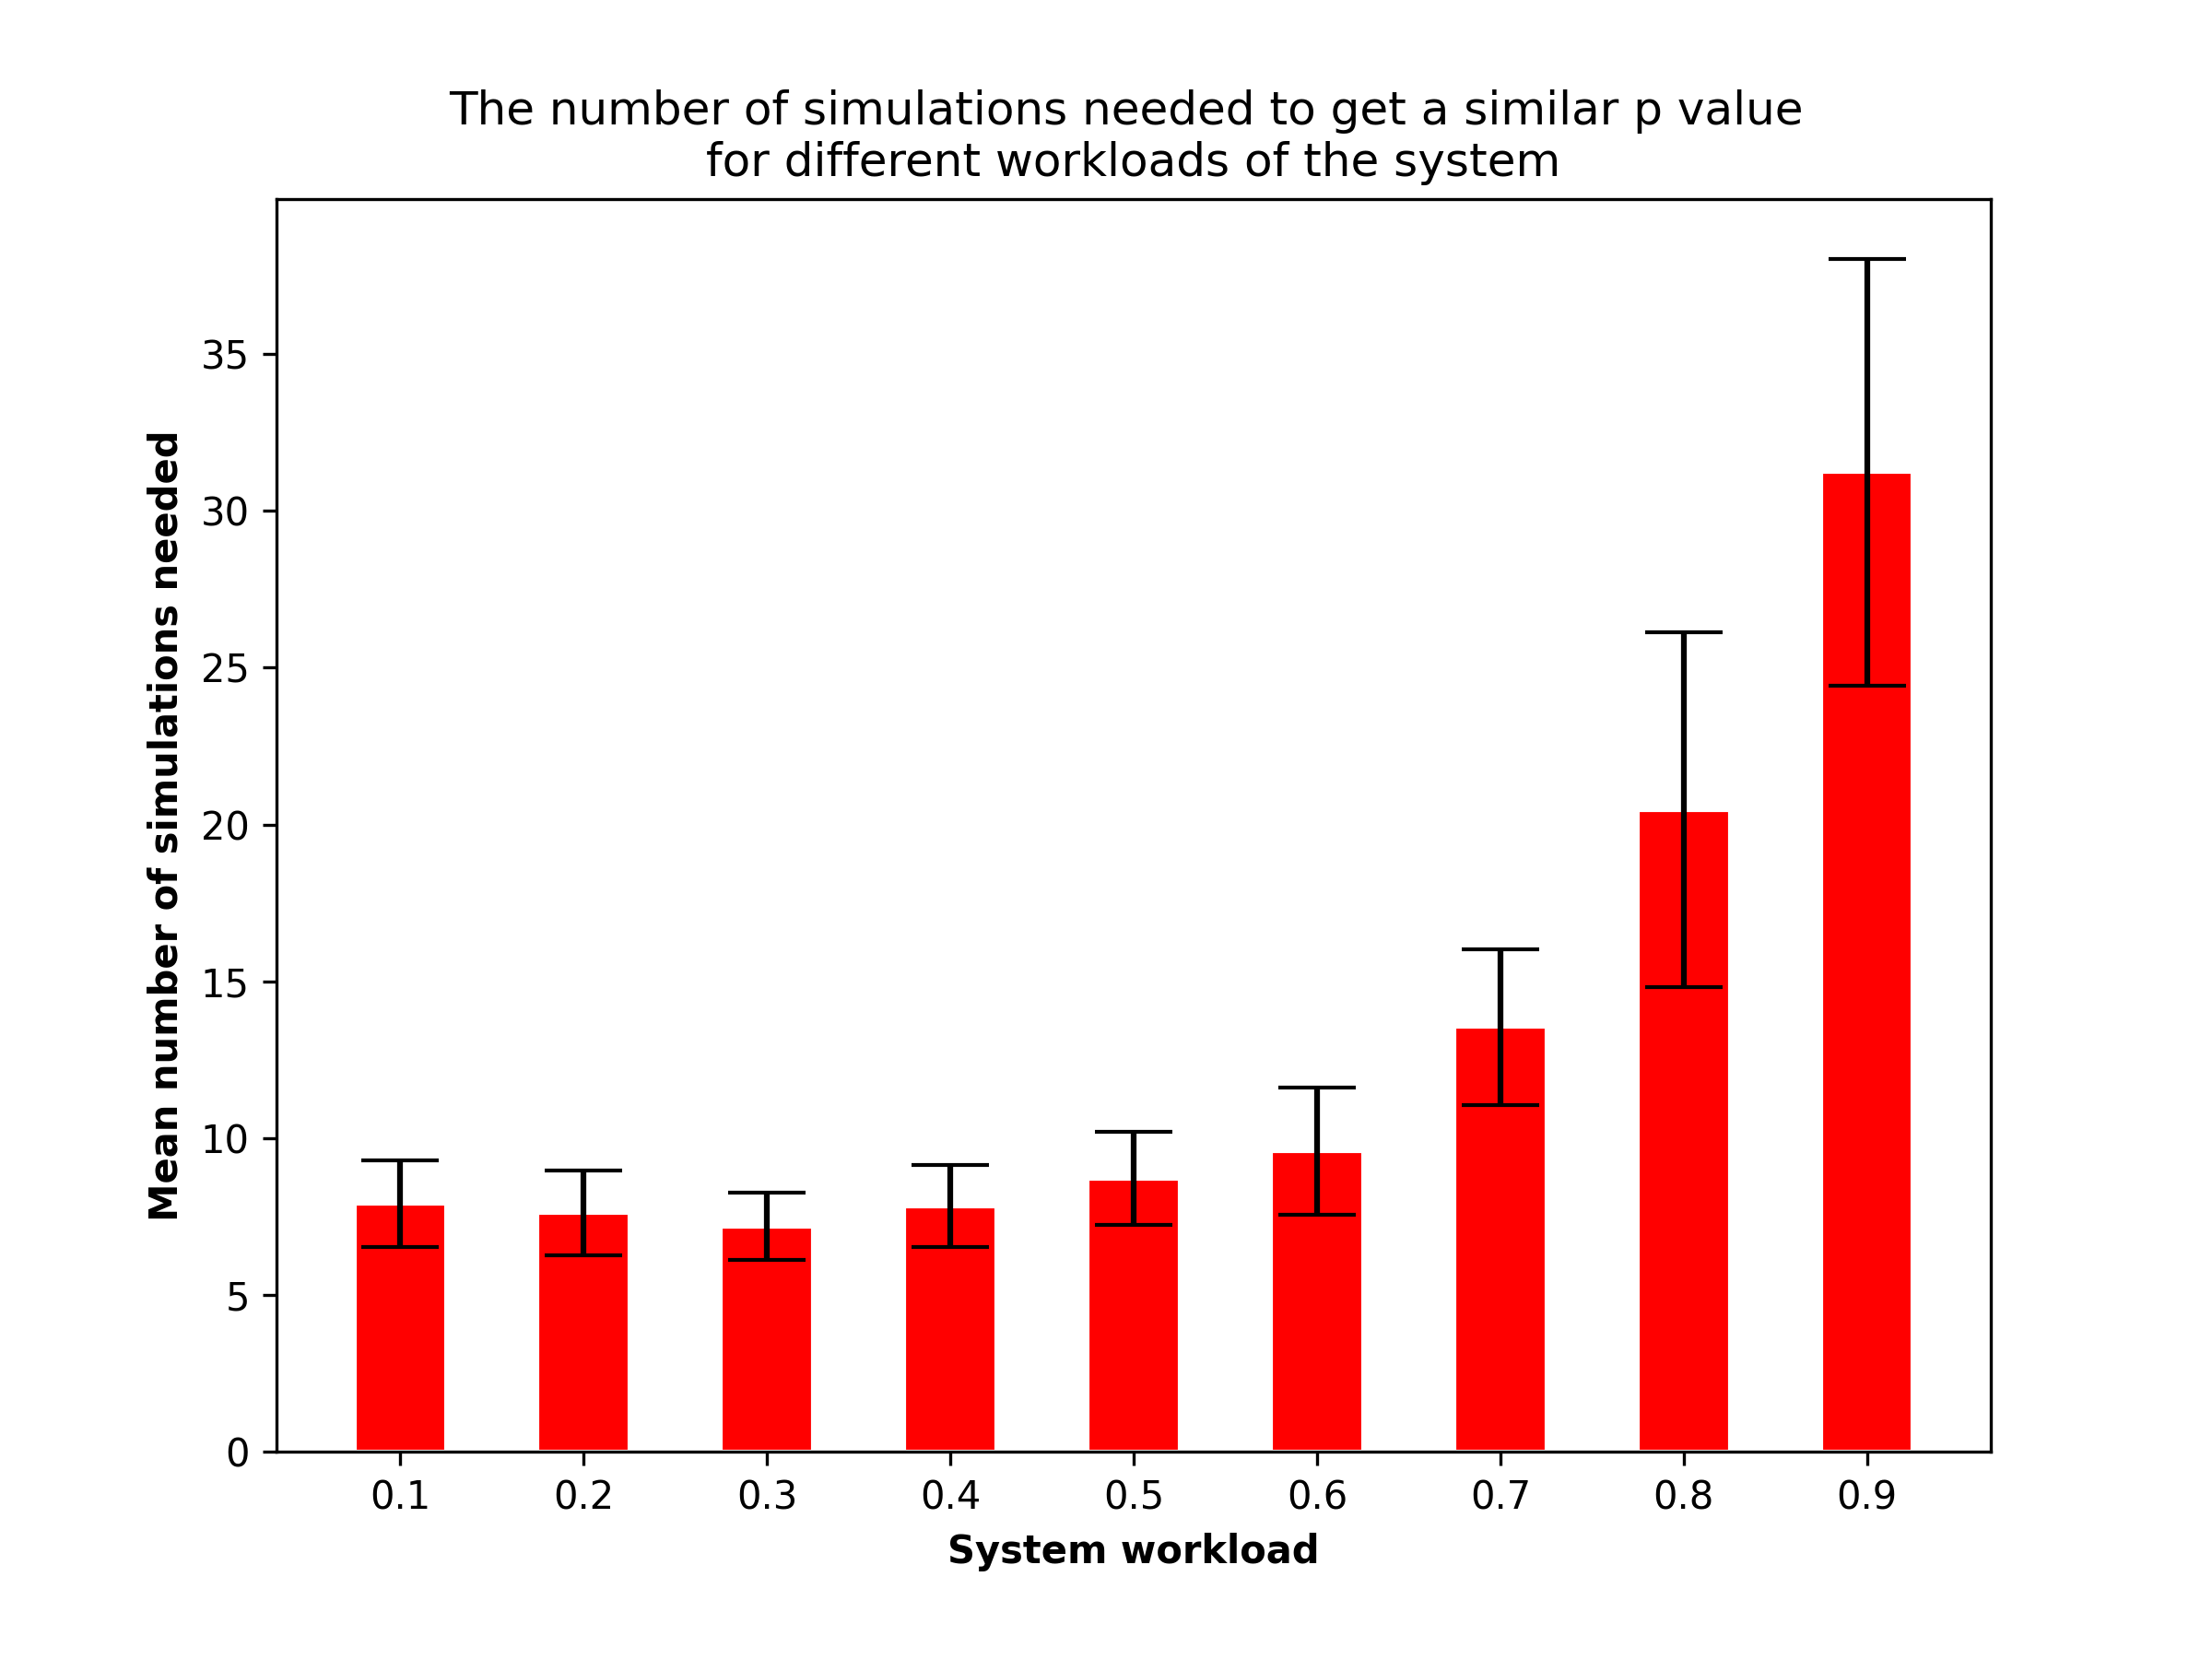 The number of simulations needed to get a similar p value
for different workloads of the system
Mean number of simulations needed
35
30
25
20
15
10
5
0
0.1 0.2 0.3 0.4 0.5 0.6 0.7 0.8 0.9
System workload